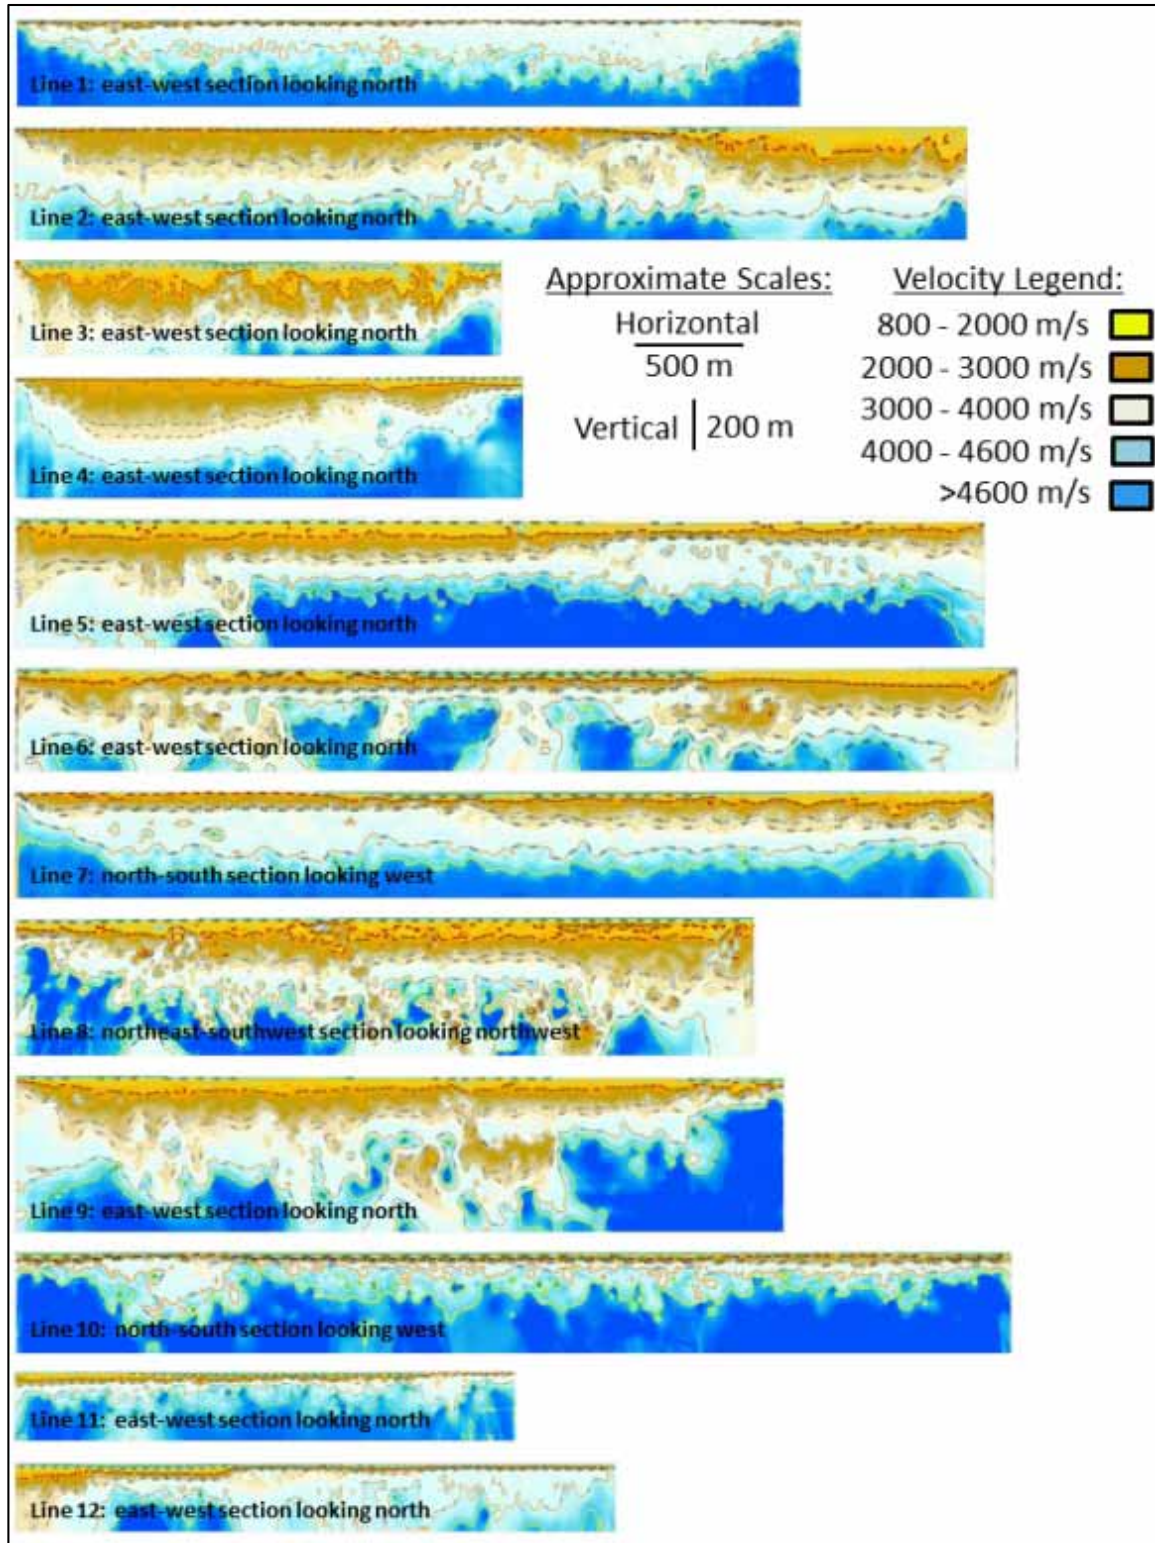 Line 1: east-west section looking north
Line 2: east-west section looking north
Line 3: east-west section looking north
Approximate Scales:
Horizontal
500 m
Vertical | 200 m
Velocity Legend:
800 - 2000 m/s
2000 - 3000 m/s
3000 - 4000 m/s
4000 - 4600 m/s
>4600 m/s
Line 4: east-west section looking north
Line 5: east-west section looking north
Line 6: east-west section looking north
Line 7: north-south section looking west
Line 8: northeast-southwest section looking northwest
Line 9: east-west section looking north
Line 10: north-south section looking west
Line 11: east-west section looking north
Line 12: east-west section looking north